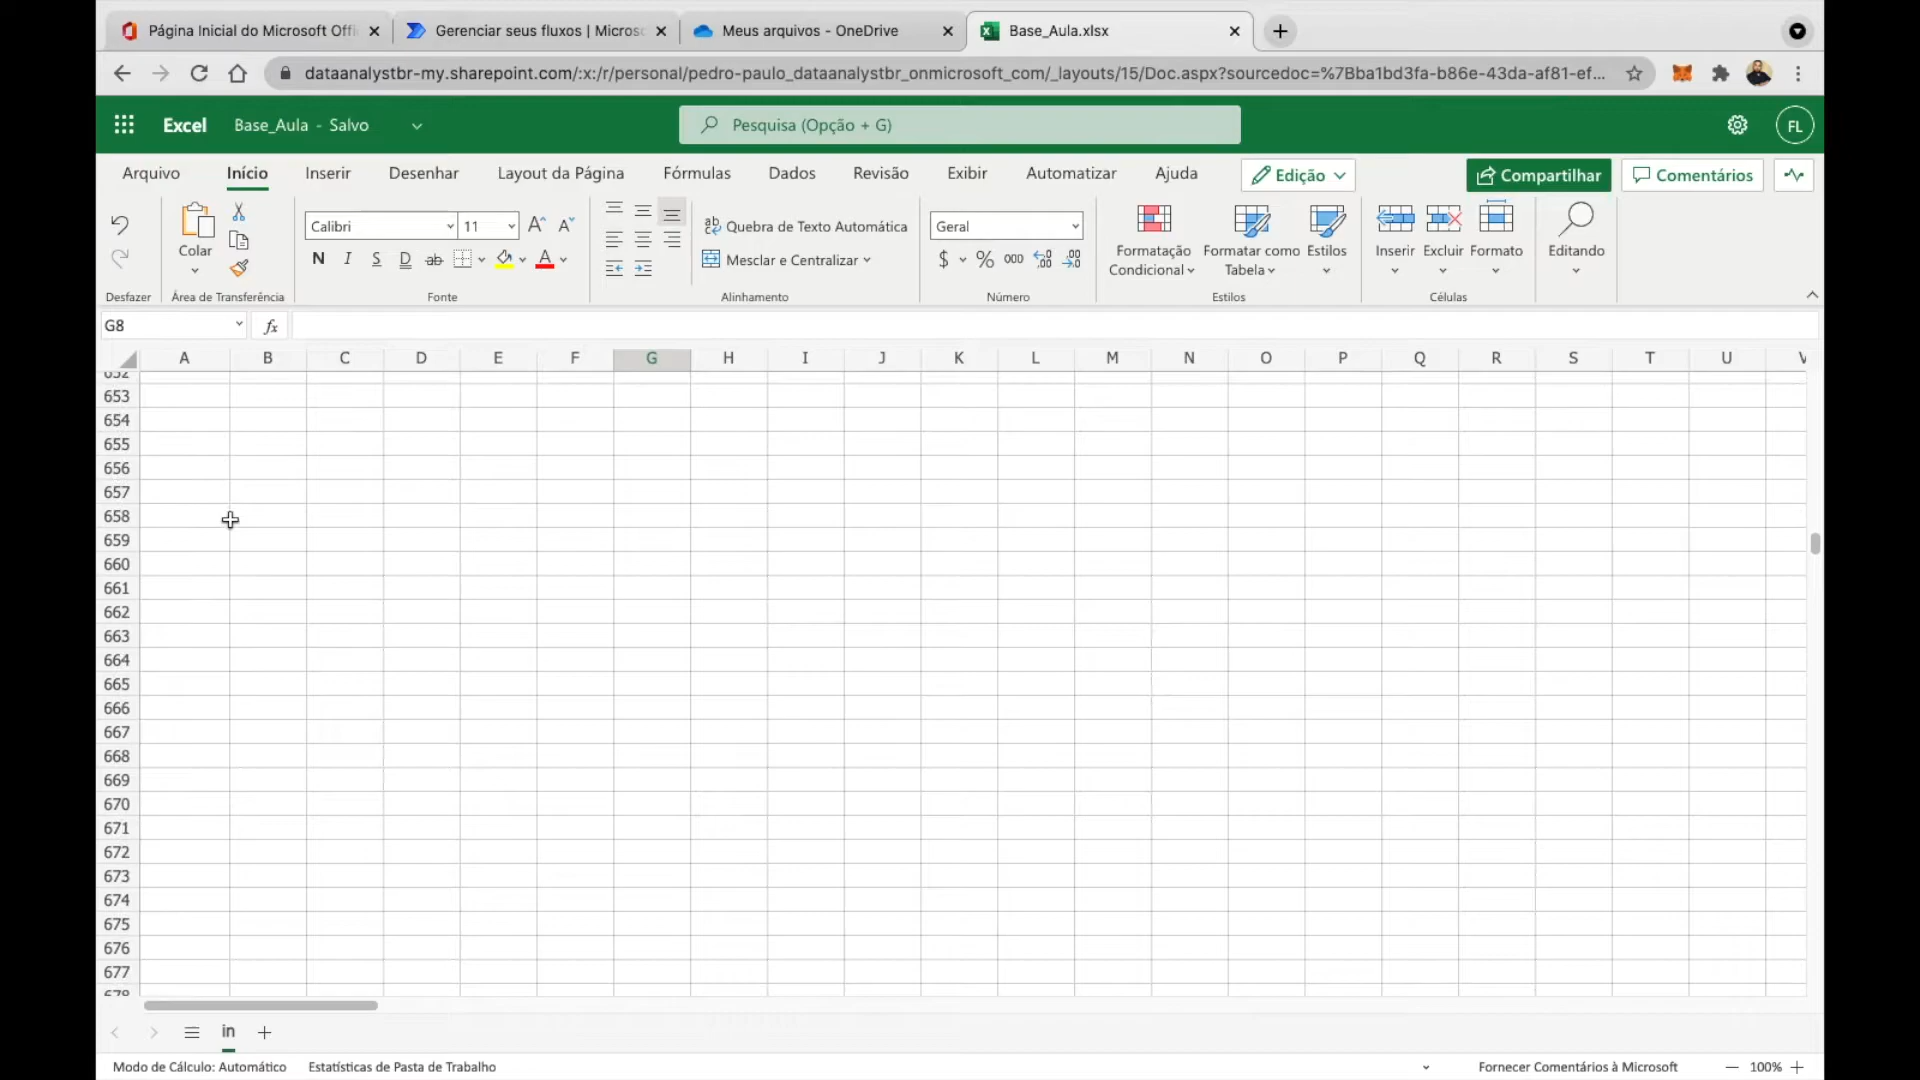 Página Inicial do Microsoft Offi
Gerenciar seus fluxos | Micros
Meus arquivos - OneDrive
Base_Aula.xlsx
dataanalystbr-my.sharepoint.com/:x:/r/personal/pedro-paulo_dataanalystbr_onmicrosoft_com/_layouts/15/Doc.aspx?sourcedoc=%7Bba1bd3fa-b86e-43da-af81-ef...
Excel
Base_Aula - Salvo
Pesquisa (Opção + G)
FL
Arquivo
Início
Inserir
Desenhar
Layout da Página
Fórmulas
Dados
Revisão
Exibir
Automatizar
Ajuda
Edição
Compartilhar
Comentários
Colar
Calibri
11
N I S D ab
Quebra de Texto Automática
Mesclar e Centralizar
Geral
$ % 000
Formatação Condicional
Formatar como Tabela
Estilos
Inserir
Excluir
Formato
Editando
Desfazer
Área de Transferência
Fonte
Alinhamento
Número
Estilos
Células
G8
fx
A B C D E F G H I J K L M N O P Q R S T U V
652
653
654
655
656
657
658
659
660
661
662
663
664
665
666
667
668
669
670
671
672
673
674
675
676
677
678
in
Modo de Cálculo: Automático
Estatísticas de Pasta de Trabalho
Fornecer Comentários à Microsoft
100%